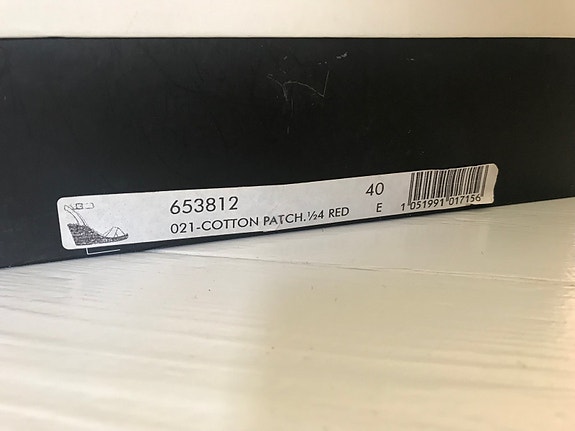 653812 40
021-COTTON PATCH.½4 RED E
1 051991 017156